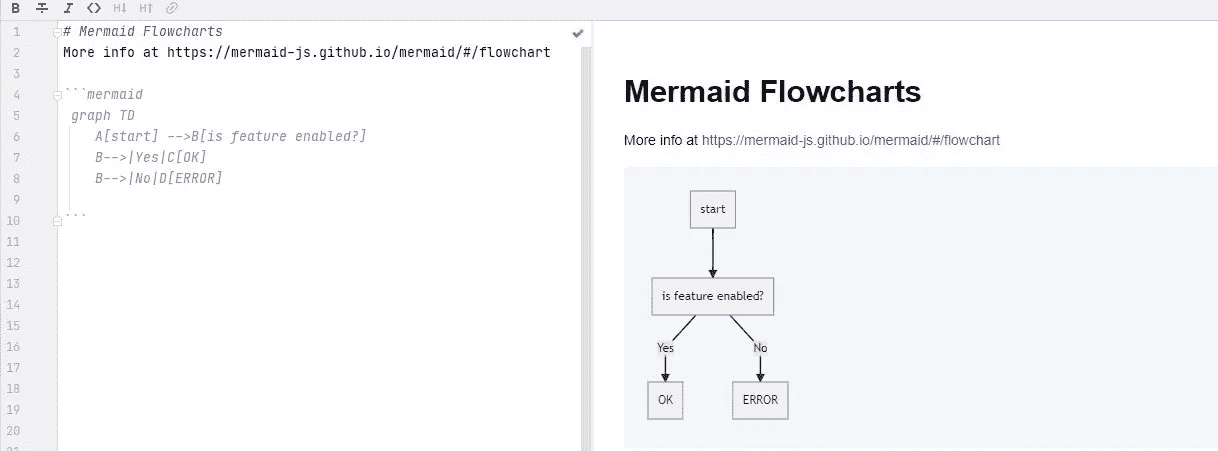 B T I <> H↓ H↑
1 # Mermaid Flowcharts
2 More info at https://mermaid-js.github.io/mermaid/#/flowchart
3
4 ```mermaid
5 graph TD
6 A[start] -->B[is feature enabled?]
7 B-->|Yes|C[OK]
8 B-->|No|D[ERROR]
9
10 ```
11
12
13
14
15
16
17
18
19
20
21
Mermaid Flowcharts
More info at https://mermaid-js.github.io/mermaid/#/flowchart
start
is feature enabled?
Yes No
OK ERROR